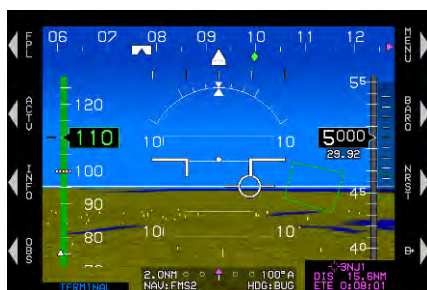 FPL
06 07 08 09 10 11 12
MENU
ACTV
120
110
100
90
80
55
5000
29.92
45
40
BARO
10 10
10 10
INFO
NRST
OBS
2.0NM 100°A
NAV:FMS2 HDG:BUG
TERMINAL
3NJ1
DIS 15.6NM
ETE 0:08:01